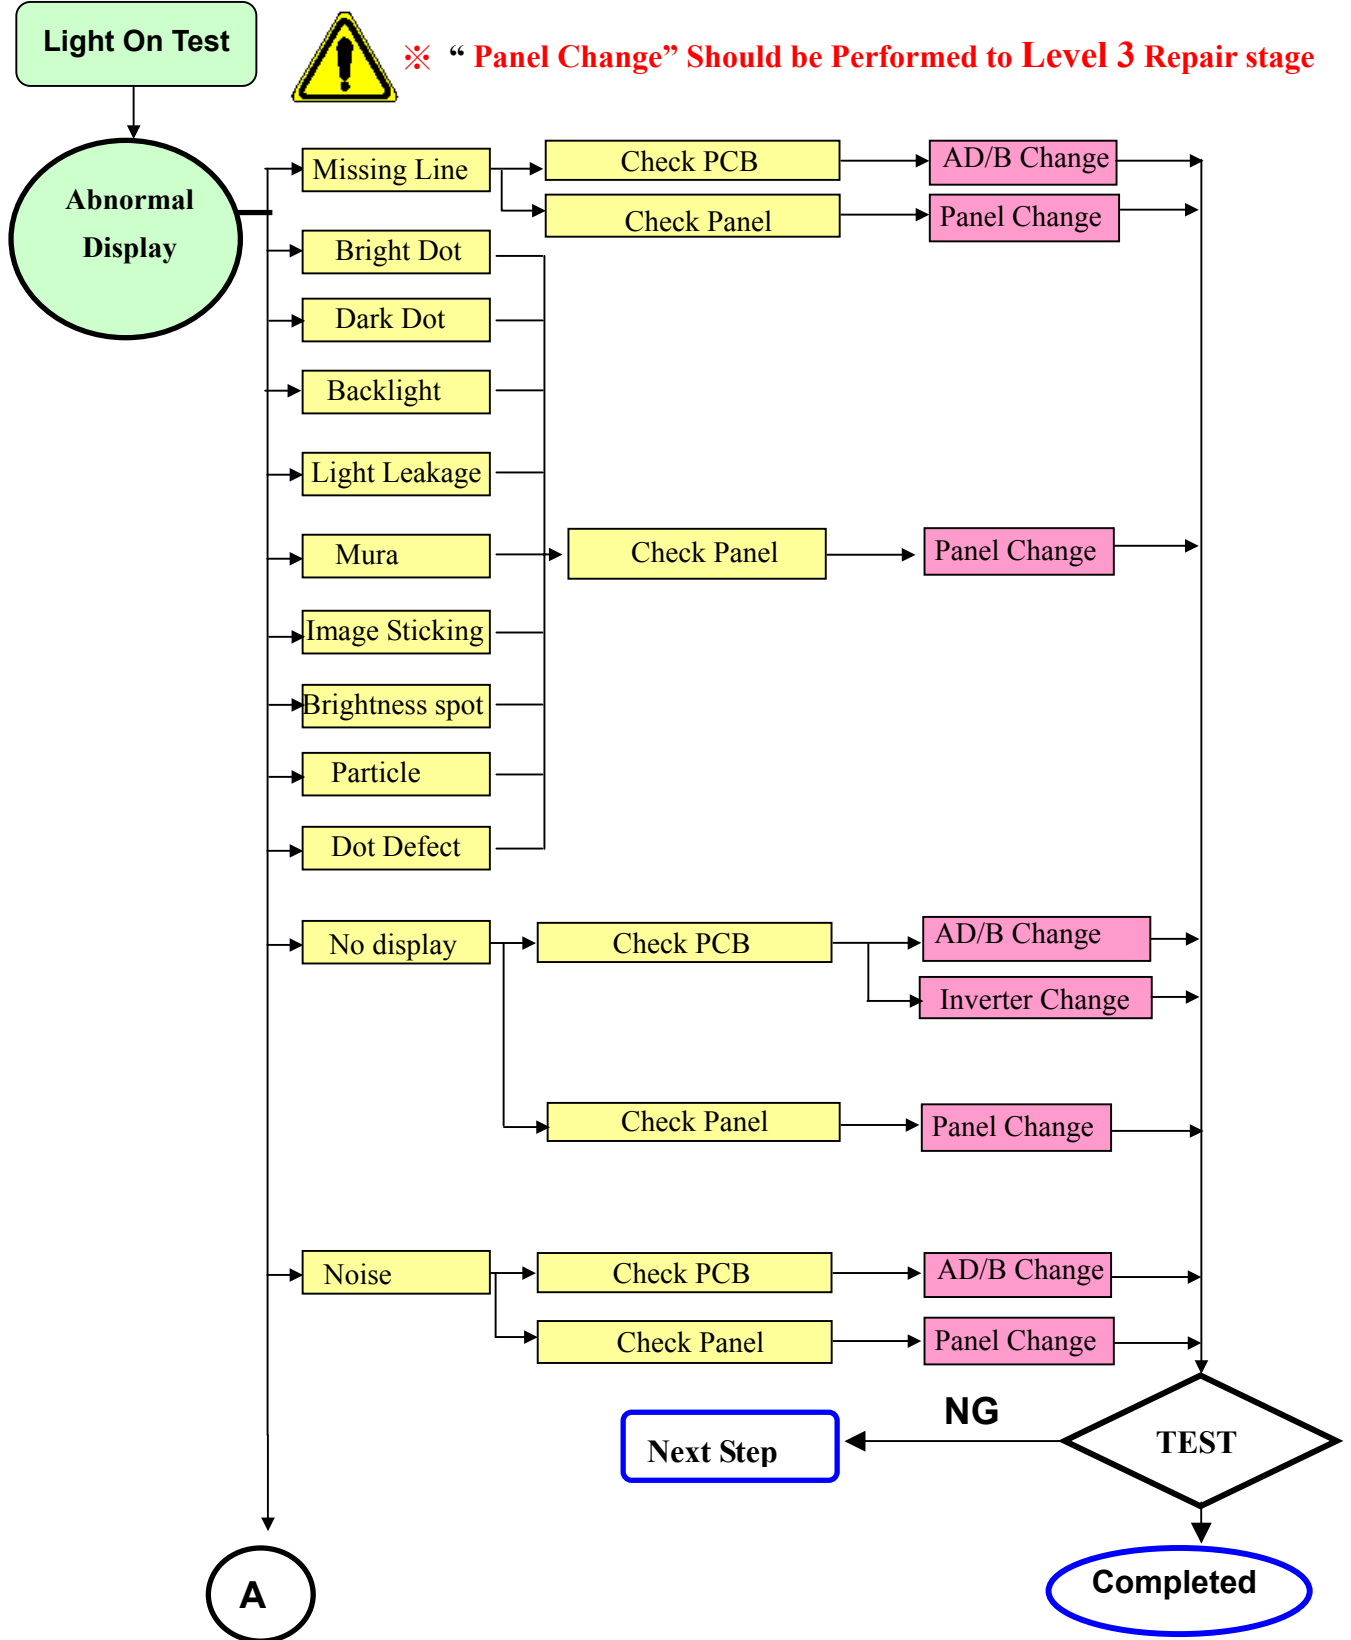 Light On Test
※ “ Panel Change” Should be Performed to Level 3 Repair stage
Abnormal
Display
Missing Line
Check PCB
AD/B Change
Check Panel
Panel Change
Bright Dot
Dark Dot
Backlight
Light Leakage
Mura
Check Panel
Panel Change
Image Sticking
Brightness spot
Particle
Dot Defect
No display
Check PCB
AD/B Change
Inverter Change
Check Panel
Panel Change
Noise
Check PCB
AD/B Change
Check Panel
Panel Change
NG
TEST
Next Step
A
Completed